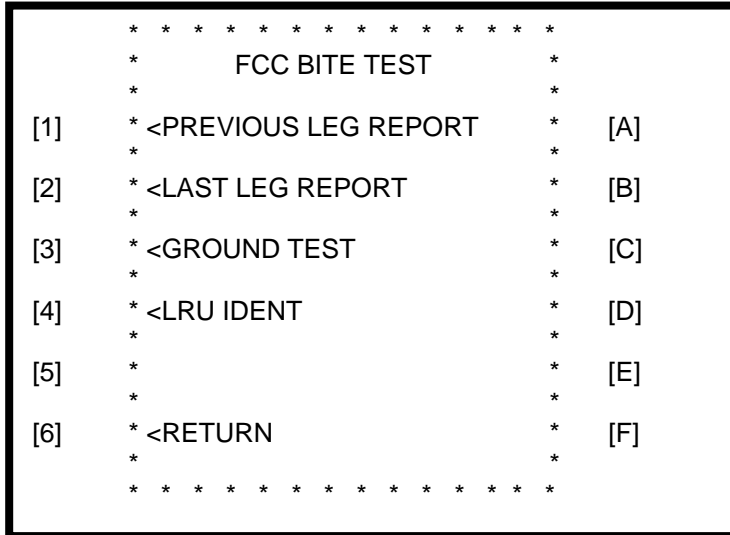 * * * * * * * * * * * * * *
* FCC BITE TEST *
* *
[1] * <PREVIOUS LEG REPORT * [A]
* *
[2] * <LAST LEG REPORT * [B]
* *
[3] * <GROUND TEST * [C]
* *
[4] * <LRU IDENT * [D]
* *
[5] * * [E]
* *
[6] * <RETURN * [F]
* *
* * * * * * * * * * * * * *